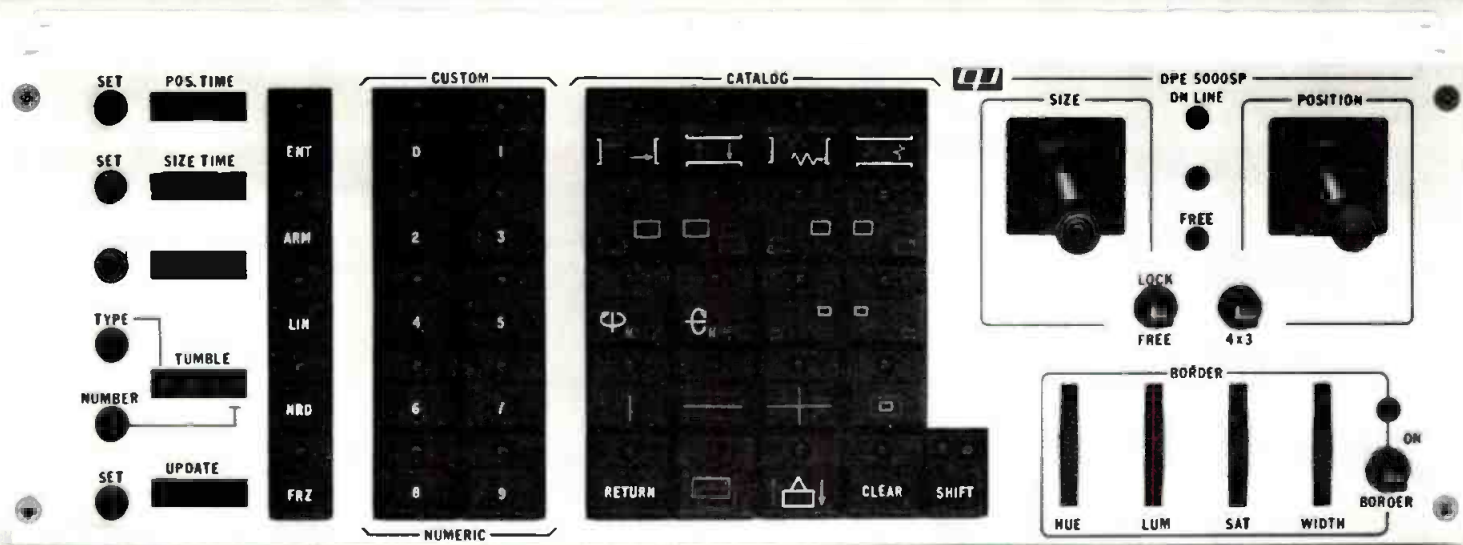 SET POS. TIME
CUSTOM
CATALOG
DPE 5000SP
SIZE
ON LINE
POSITION
ENT
0 1
SET SIZE TIME
FREE
ARM
2 3
TYPE
LIN
4 5
LOCK
FREE
4x3
TUMBLE
BORDER
NUMBER
NRD
6 7
ON
SET UPDATE
FRZ
8 9
RETURN
CLEAR
SHIFT
BORDER
HUE LUM SAT WIDTH
NUMERIC